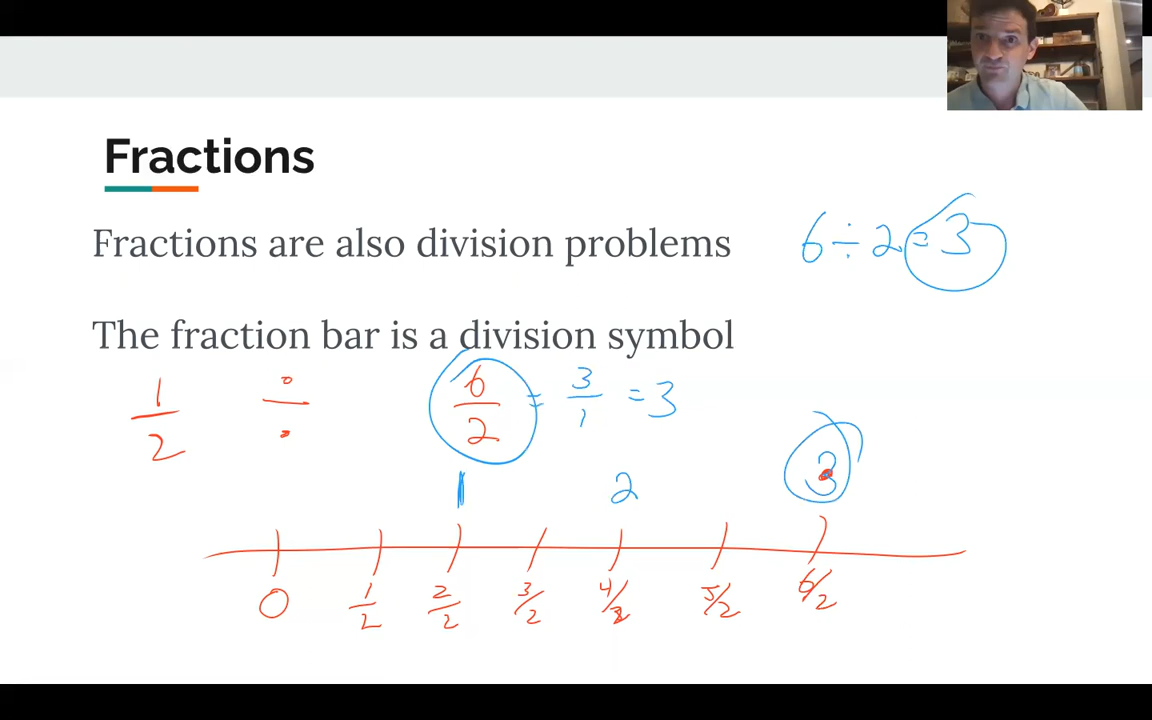 Fractions
Fractions are also division problems
6 ÷ 2 = 3
The fraction bar is a division symbol
1/2 ÷ 6/2 = 3/1 = 3
1 2 3
0 1/2 2/2 3/2 4/2 5/2 6/2